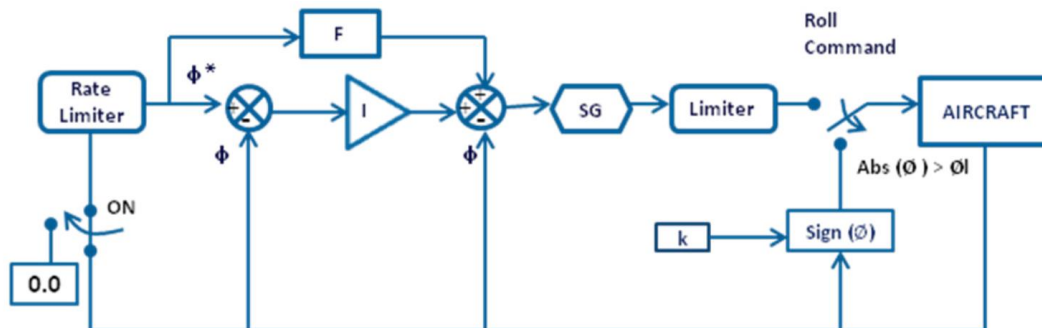 Roll
Command
F
Rate
Limiter
ϕ*
+
-
I
+
+
-
SG
Limiter
AIRCRAFT
ϕ
ϕ
Abs (Ø) > Øl
ON
k
Sign (Ø)
0.0